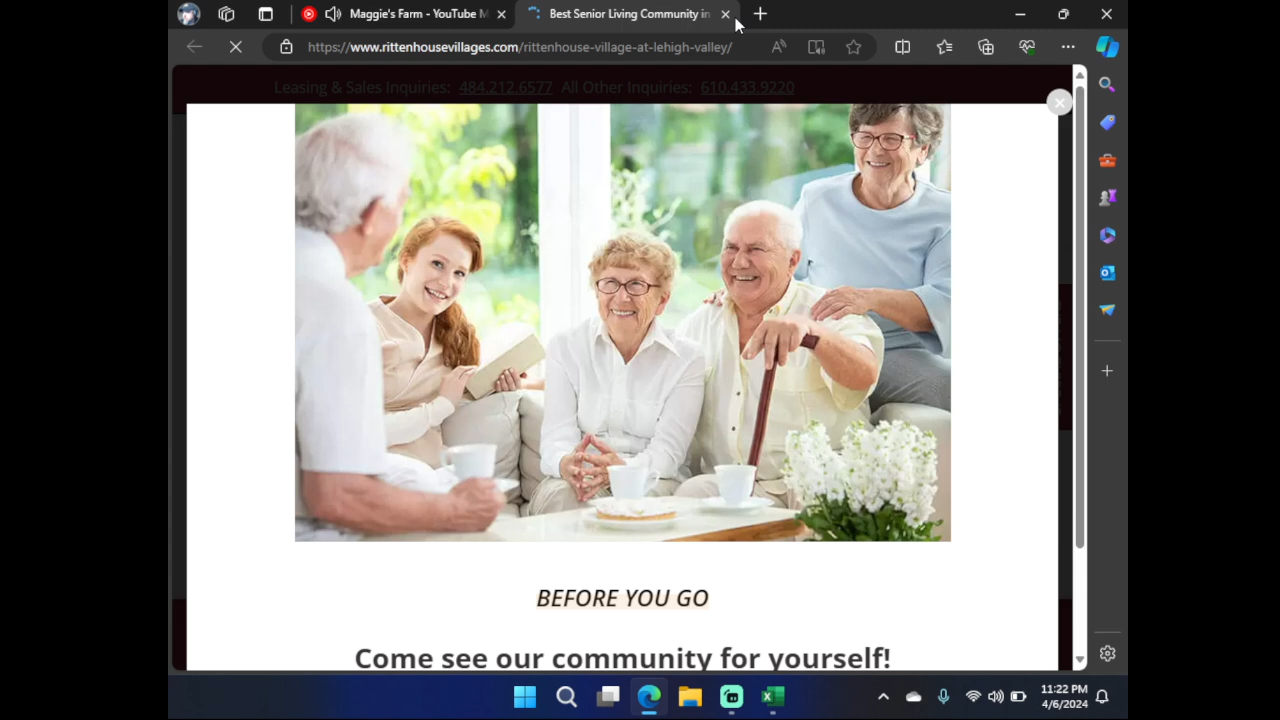 Maggie's Farm - YouTube M
Best Senior Living Community in
https://www.rittenhousevillages.com/rittenhouse-village-at-lehigh-valley/
Leasing & Sales Inquiries: 484.212.6577 All Other Inquiries: 610.433.9220
BEFORE YOU GO
Come see our community for yourself!
11:22 PM
4/6/2024